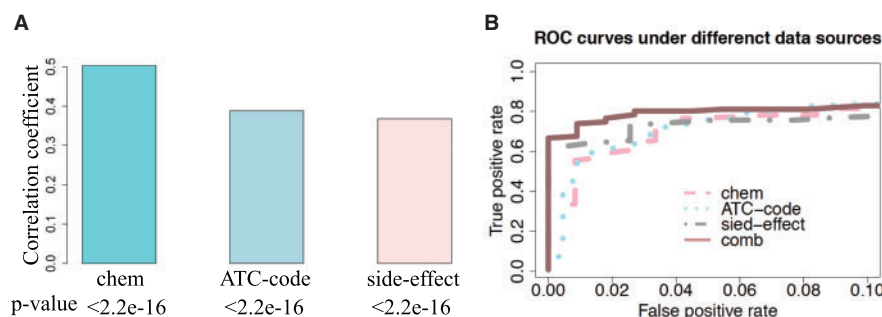 A
Correlation coefficient
0.5
0.4
0.3
0.2
0.1
0.0
chem ATC-code side-effect
p-value <2.2e-16 <2.2e-16 <2.2e-16
B
ROC curves under differenct data sources
True positive rate
1.0
0.8
0.6
0.4
0.2
0.0
chem
ATC-code
sied-effect
comb
0.00 0.02 0.04 0.06 0.08 0.10
False positive rate